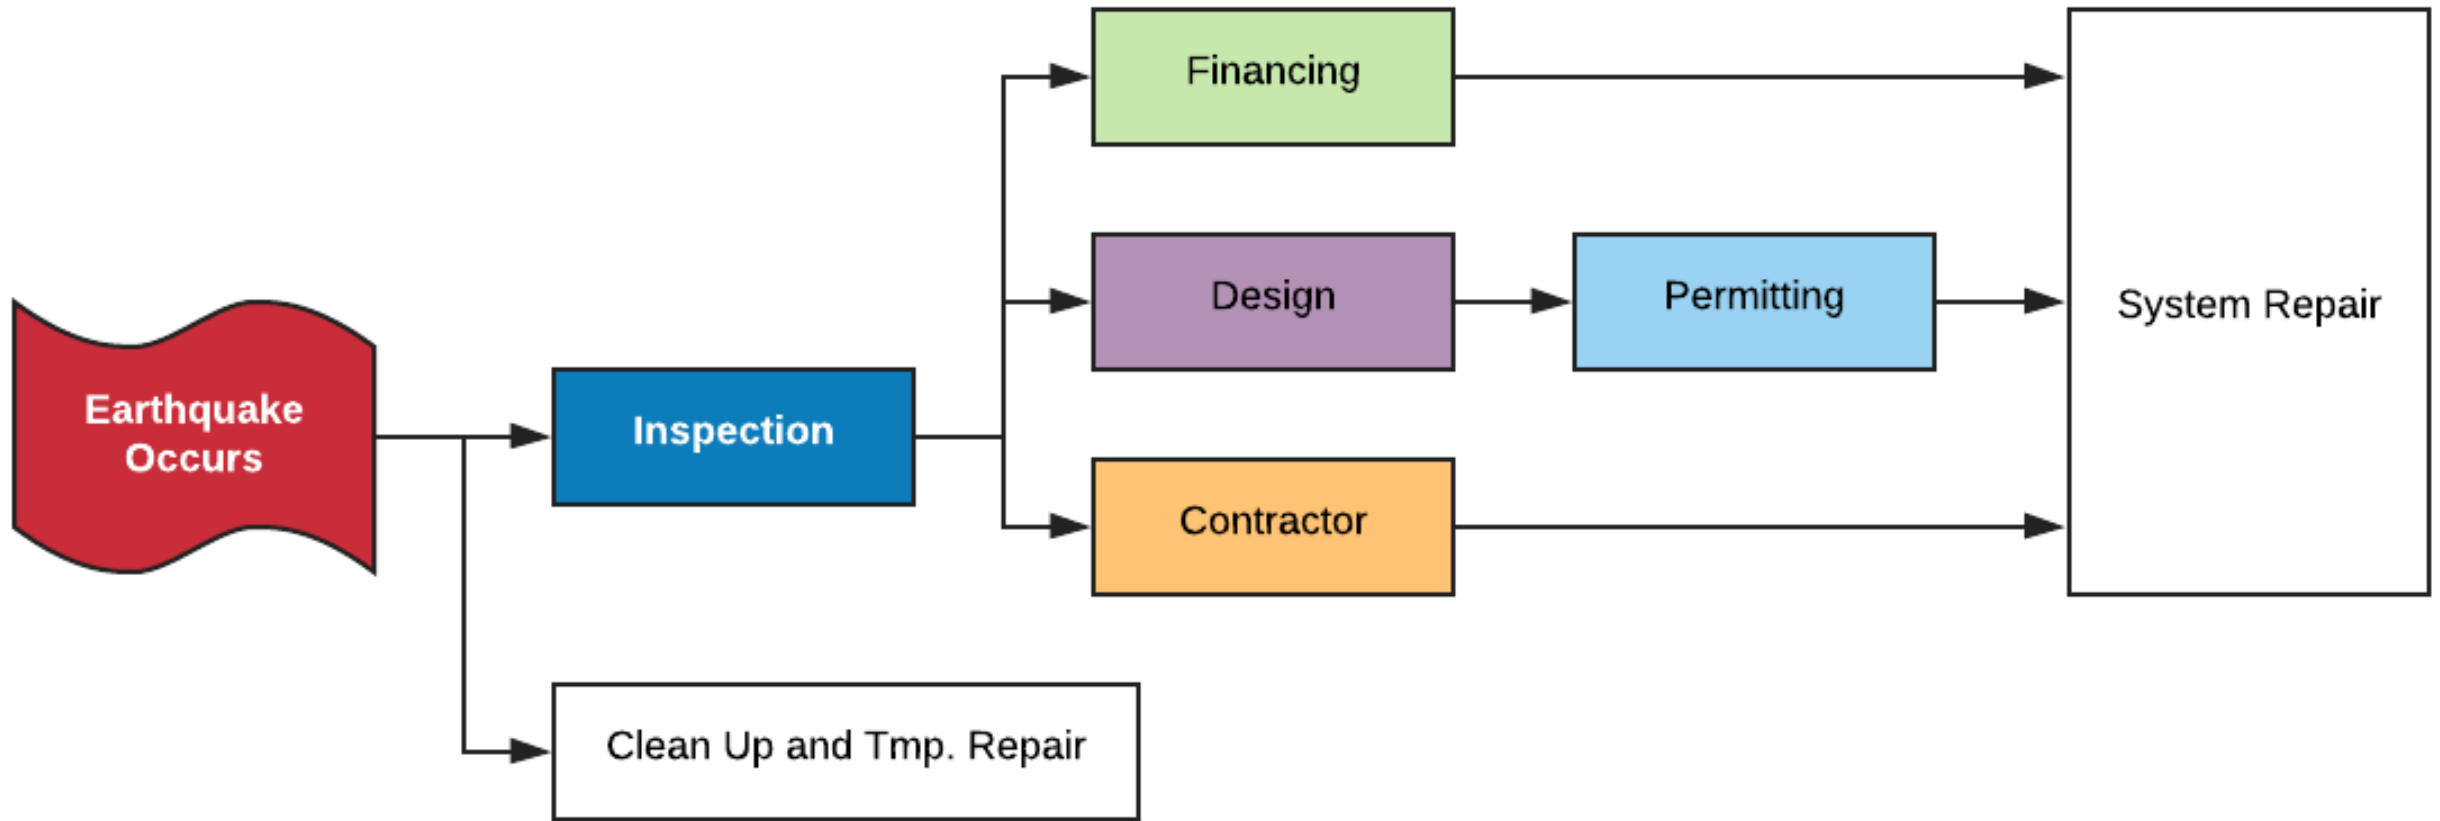 Earthquake
Occurs
Inspection
Clean Up and Tmp. Repair
Financing
Design
Permitting
Contractor
System Repair